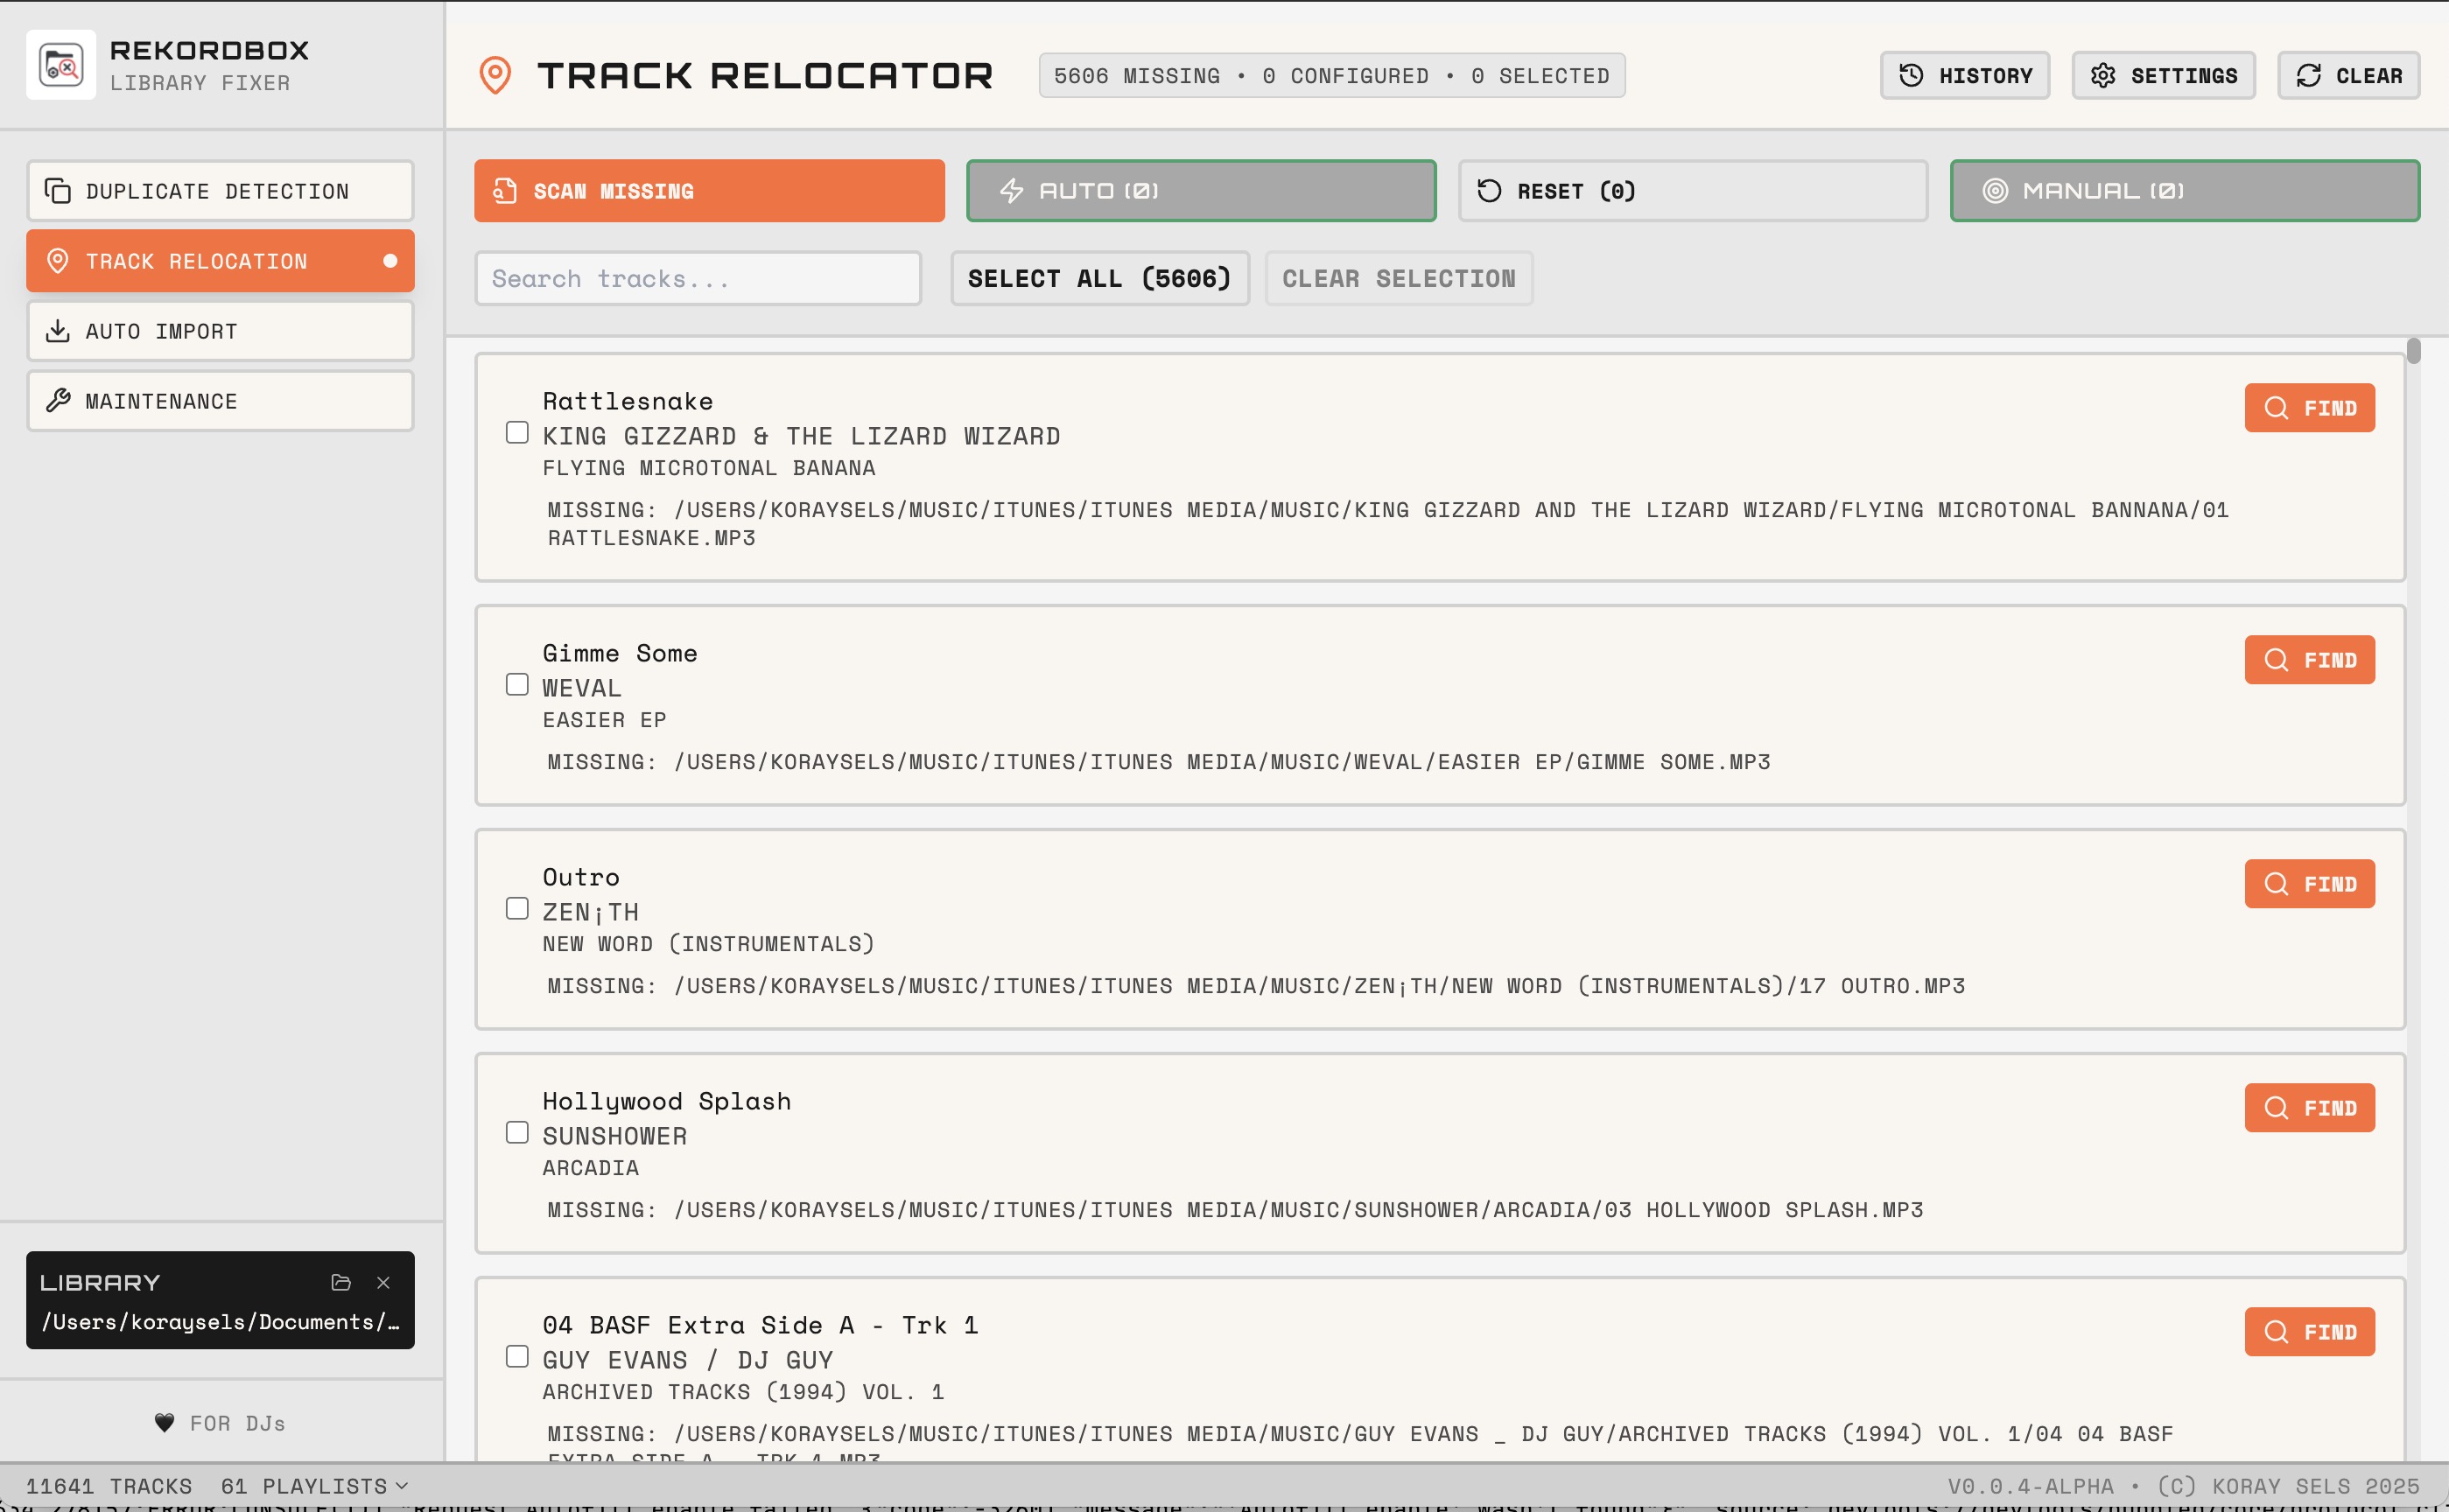 REKORDBOX
LIBRARY FIXER
DUPLICATE DETECTION
TRACK RELOCATION
AUTO IMPORT
MAINTENANCE
LIBRARY
/Users/koraysels/Documents/…
🖤 FOR DJs
TRACK RELOCATOR
5606 MISSING • 0 CONFIGURED • 0 SELECTED
HISTORY
SETTINGS
CLEAR
SCAN MISSING
AUTO (0)
RESET (0)
MANUAL (0)
Search tracks...
SELECT ALL (5606)
CLEAR SELECTION
Rattlesnake
KING GIZZARD & THE LIZARD WIZARD
FLYING MICROTONAL BANANA
MISSING: /USERS/KORAYSELS/MUSIC/ITUNES/ITUNES MEDIA/MUSIC/KING GIZZARD AND THE LIZARD WIZARD/FLYING MICROTONAL BANNANA/01
RATTLESNAKE.MP3
FIND
Gimme Some
WEVAL
EASIER EP
MISSING: /USERS/KORAYSELS/MUSIC/ITUNES/ITUNES MEDIA/MUSIC/WEVAL/EASIER EP/GIMME SOME.MP3
FIND
Outro
ZEN¡TH
NEW WORD (INSTRUMENTALS)
MISSING: /USERS/KORAYSELS/MUSIC/ITUNES/ITUNES MEDIA/MUSIC/ZEN¡TH/NEW WORD (INSTRUMENTALS)/17 OUTRO.MP3
FIND
Hollywood Splash
SUNSHOWER
ARCADIA
MISSING: /USERS/KORAYSELS/MUSIC/ITUNES/ITUNES MEDIA/MUSIC/SUNSHOWER/ARCADIA/03 HOLLYWOOD SPLASH.MP3
FIND
04 BASF Extra Side A - Trk 1
GUY EVANS / DJ GUY
ARCHIVED TRACKS (1994) VOL. 1
MISSING: /USERS/KORAYSELS/MUSIC/ITUNES/ITUNES MEDIA/MUSIC/GUY EVANS _ DJ GUY/ARCHIVED TRACKS (1994) VOL. 1/04 04 BASF
EXTRA SIDE A - TRK 1.MP3
FIND
11641 TRACKS 61 PLAYLISTS
V0.0.4-ALPHA • (C) KORAY SELS 2025